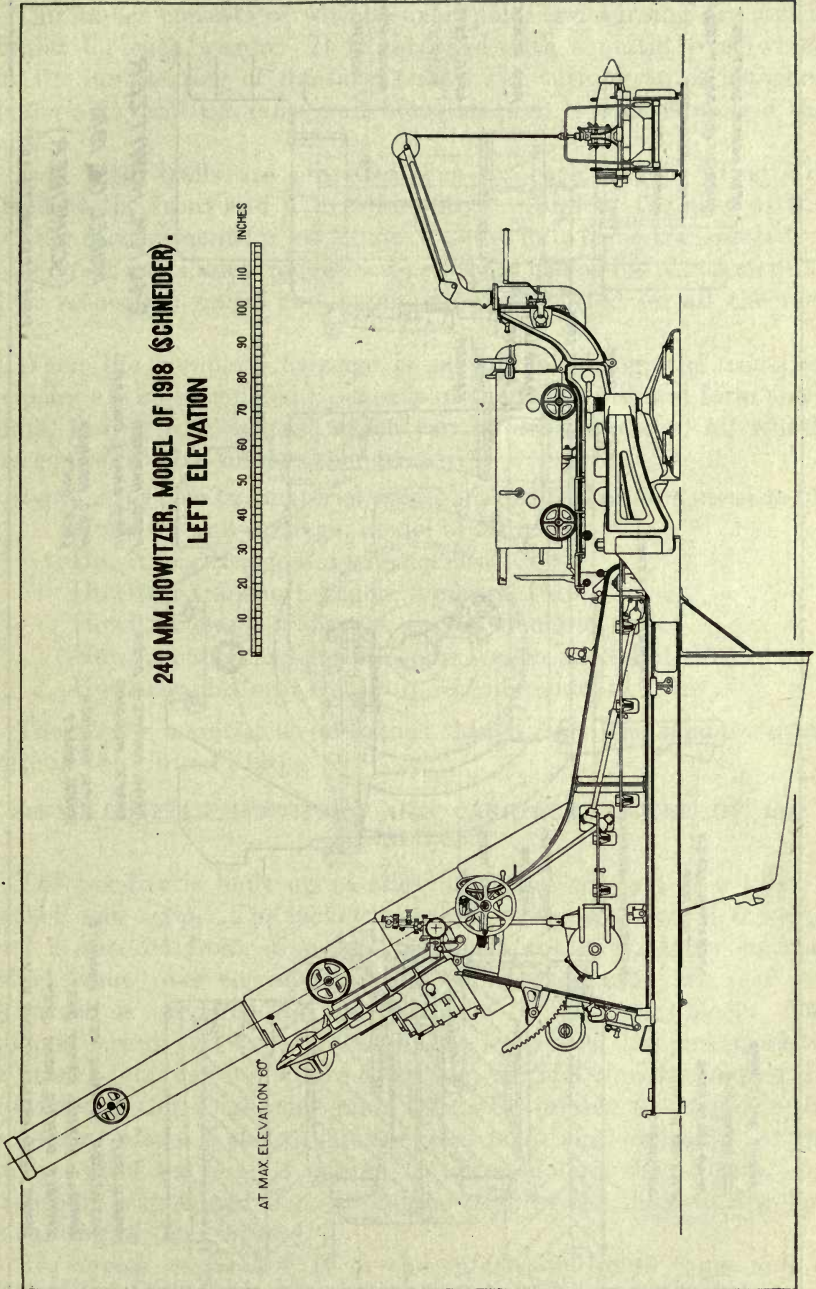 240 MM. HOWITZER, MODEL OF 1918 (SCHNEIDER).
LEFT ELEVATION
0 10 20 30 40 50 60 70 80 90 100 110 INCHES
AT MAX. ELEVATION 60°